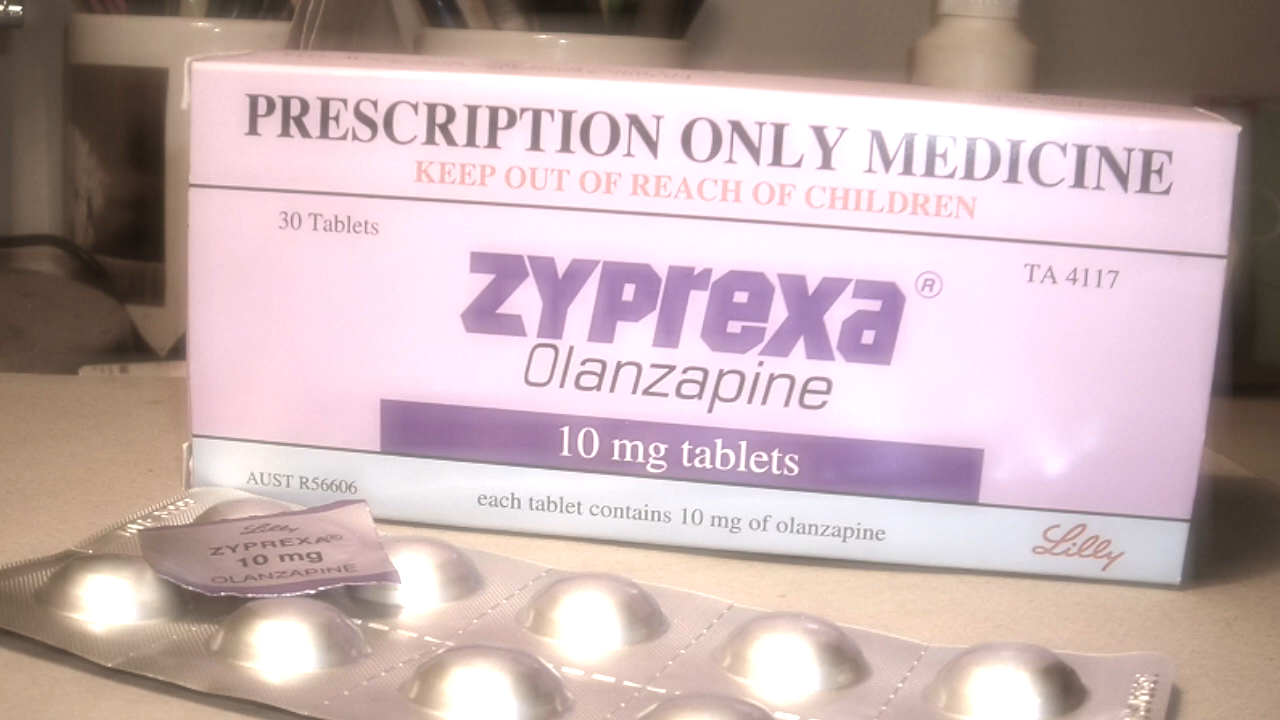 PRESCRIPTION ONLY MEDICINE
KEEP OUT OF REACH OF CHILDREN
30 Tablets
TA 4117
zyprexa®
Olanzapine
10 mg tablets
AUST R56606
each tablet contains 10 mg of olanzapine
Lilly
Lilly
ZYPREXA®
10 mg
OLANZAPINE